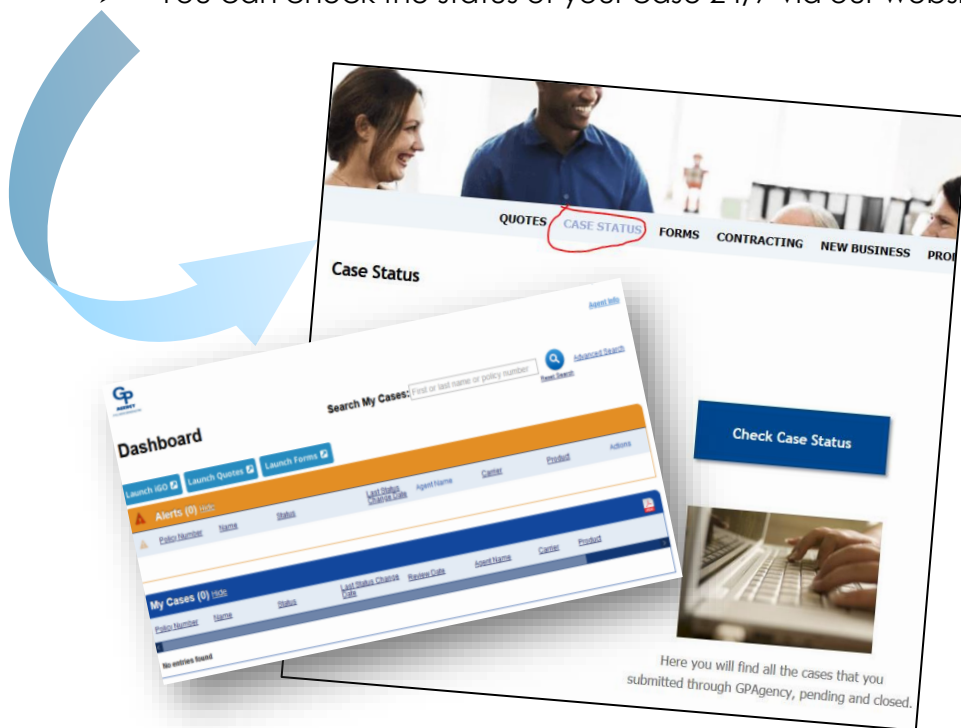 You can check the status of your case 24/7 via our websi
QUOTES CASE STATUS FORMS CONTRACTING NEW BUSINESS PROD
Case Status
Agent Info
GP
AGENCY
Search My Cases: First or last name or policy number Advanced Search
Reset Search
Dashboard
Launch iGO Launch Quotes Launch Forms
Alerts (0) Hide
Policy Number Name Status Last Status Change Date Agent Name Carrier Product Actions
My Cases (0) Hide
Policy Number Name Status Last Status Change Date Review Date Agent Name Carrier Product
No entries found
Check Case Status
Here you will find all the cases that you
submitted through GPAgency, pending and closed.